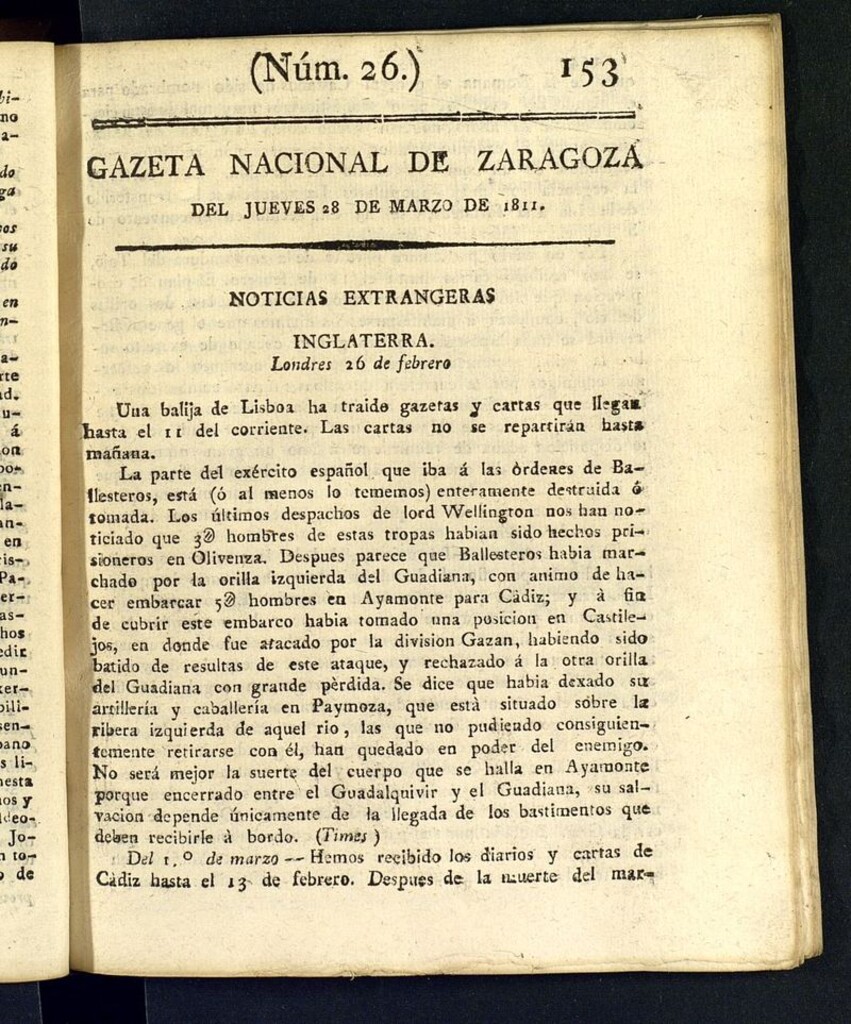 (Núm. 26.) 153
GAZETA NACIONAL DE ZARAGOZA
DEL JUEVES 28 DE MARZO DE 1811.
NOTICIAS EXTRANGERAS
INGLATERRA.
Londres 26 de febrero
Una balija de Lisboa ha traido gazetas y cartas que llegan
hasta el 11 del corriente. Las cartas no se repartirán hasta
mañana.
La parte del exército español que iba á las òrdenes de Ba-
llesteros, está (ó al menos lo tememos) enteramente destruida ó
tomada. Los últimos despachos de lord Wellington nos han no-
ticiado que 3@ hombres de estas tropas habian sido hechos pri-
sioneros en Olivenza. Despues parece que Ballesteros habia mar-
chado por la orilla izquierda del Guadiana, con animo de ha-
cer embarcar 5@ hombres en Ayamonte para Càdiz; y à fin
de cubrir este embarco habia tomado una posicion en Castile-
jos, en donde fue atacado por la division Gazan, habiendo sido
batido de resultas de este ataque, y rechazado á la otra orilla
del Guadiana con grande pèrdida. Se dice que habia dexado su
artillería y caballería en Paymoza, que està situado sobre la
ribera izquierda de aquel rio, las que no pudiendo consiguien-
temente retirarse con él, han quedado en poder del enemigo.
No será mejor la suerte del cuerpo que se halla en Ayamonte
porque encerrado entre el Guadalquivir y el Guadiana, su sal-
vacion depende únicamente de la llegada de los bastimentos que
deben recibirle à bordo. (Times)
Del 1.º de marzo -- Hemos recibido los diarios y cartas de
Càdiz hasta el 13 de febrero. Despues de la muerte del mar-